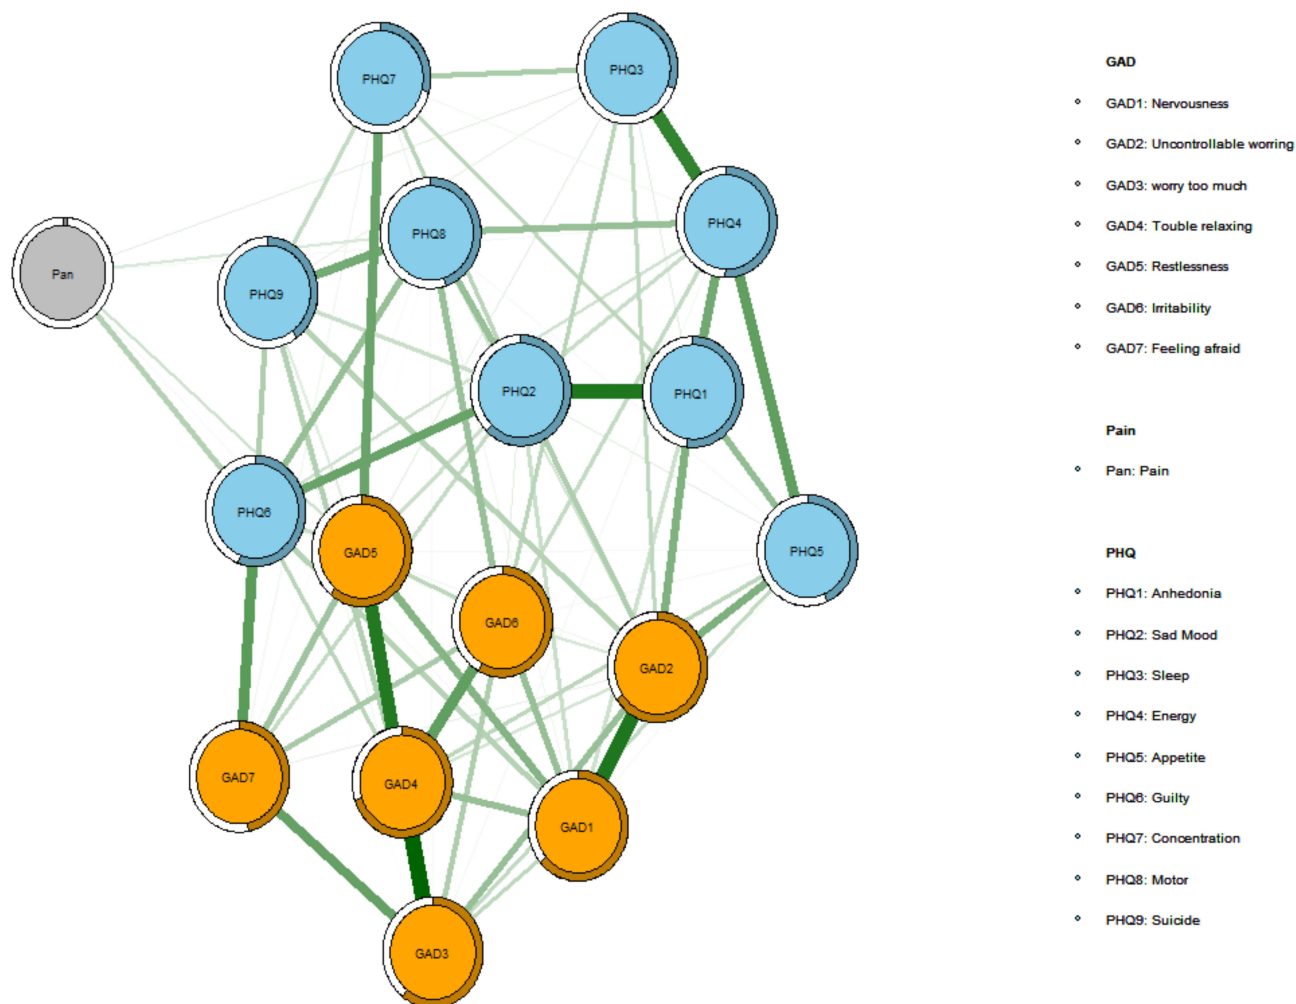 PHQ7
PHQ3
PHQ8
PHQ4
Pan
PHQ9
PHQ2
PHQ1
PHQ6
GAD5
PHQ5
GAD6
GAD2
GAD7
GAD4
GAD1
GAD3
GAD
GAD1: Nervousness
GAD2: Uncontrollable worring
GAD3: worry too much
GAD4: Touble relaxing
GAD5: Restlessness
GAD6: Irritability
GAD7: Feeling afraid
Pain
Pan: Pain
PHQ
PHQ1: Anhedonia
PHQ2: Sad Mood
PHQ3: Sleep
PHQ4: Energy
PHQ5: Appetite
PHQ6: Guilty
PHQ7: Concentration
PHQ8: Motor
PHQ9: Suicide